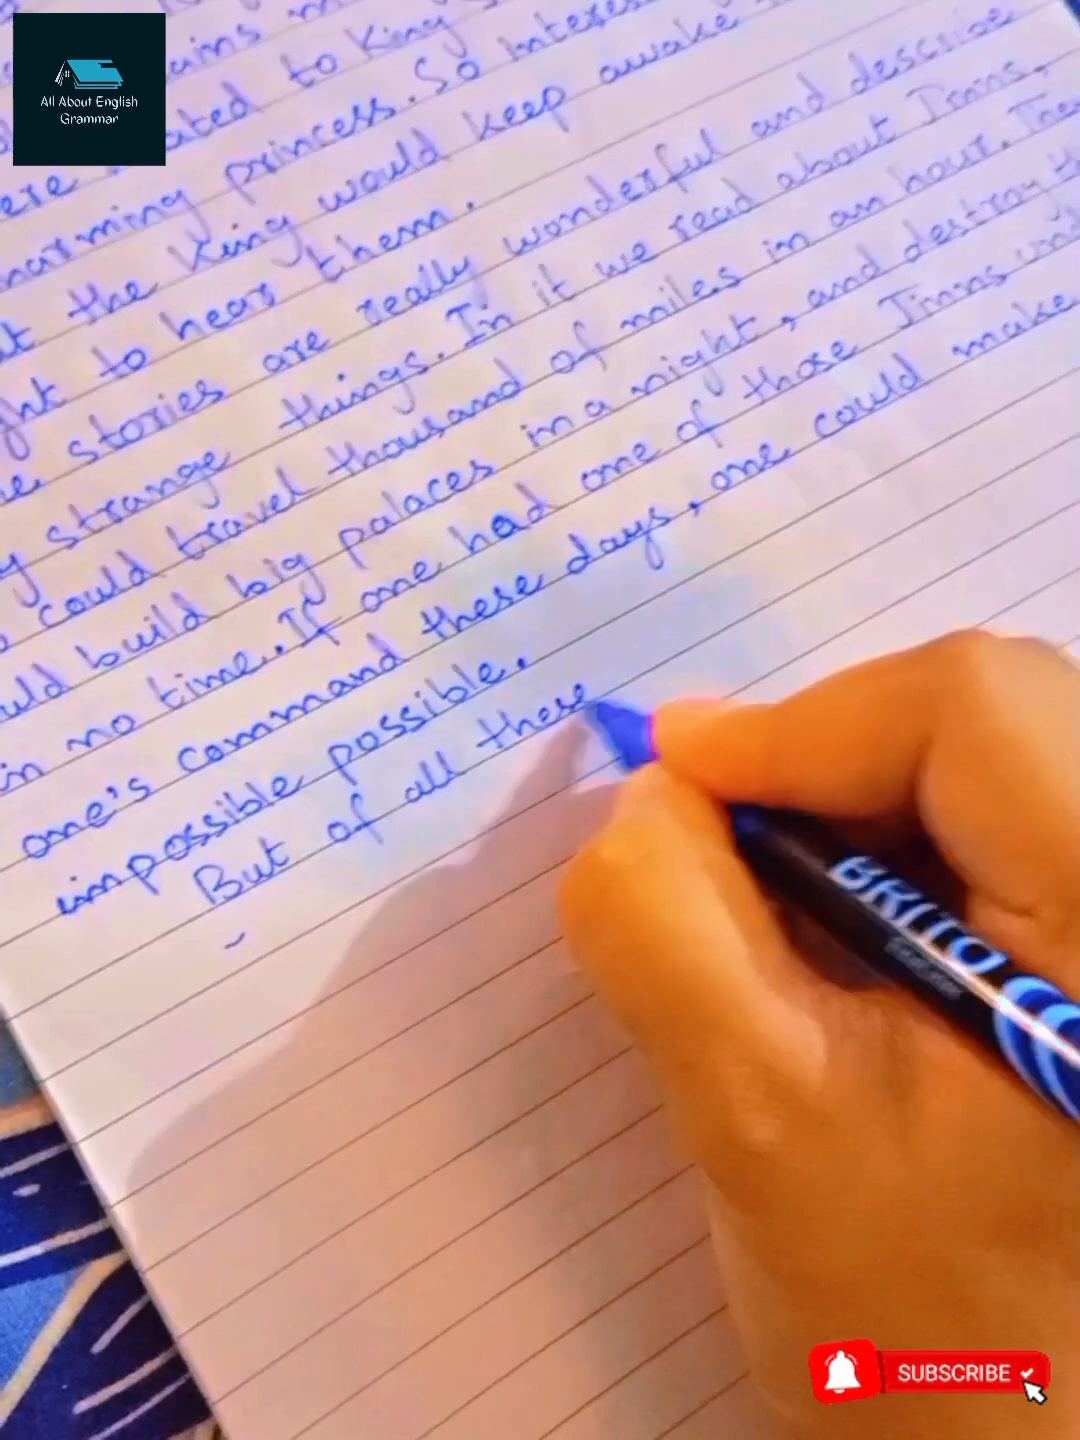 All About English
Grammar
to King
princess. So
the King would keep awake
to hear them.
stories are really wonderful and describe
strange things. In it we read about Jinns,
could travel thousand of miles in an hour. They
build big palaces in a night, and destroy
in no time. If one had one of those Jinns
one's command these days, one could make
impossible possible.
But of all these
BRITO
SUBSCRIBE